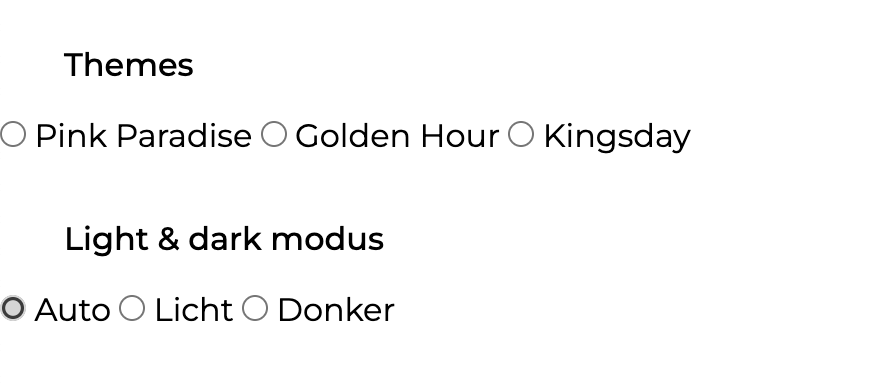 Themes
Pink Paradise Golden Hour Kingsday
Light & dark modus
Auto Licht Donker